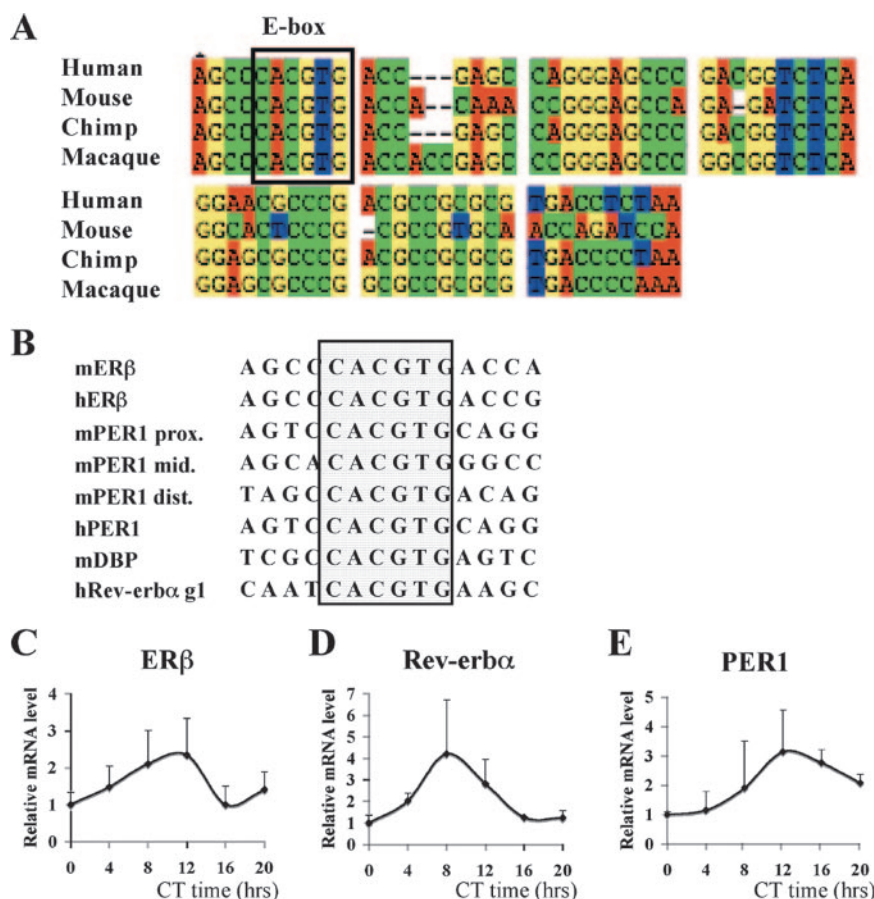 A
E-box
Human AGCCCACGTG ACC---GAGC CAGGGAGCCC GACGGTCTCA
Mouse AGCCCACGTG ACCA--CAAA CCGGGAGCCA GA-GATCTCA
Chimp AGCCCACGTG ACC---GAGC CAGGGAGCCC GACGGTCTCA
Macaque AGCCCACGTG ACCACCGAGC CCGGGAGCCC GGCGGTCTCA
Human GGAACGCCCG ACGCCGCGCG TGACCTCTAA
Mouse GGCACTCCCG -CGCCGTGCA ACCAGATCCA
Chimp GGAGCGCCCG ACGCCGCGCG TGACCCCTAA
Macaque GGAGCGCCCG GCGCCGCGCG TGACCCCAAA
B
mERβ AGCCCACGTGACCA
hERβ AGCCCACGTGACCG
mPER1 prox. AGTCCACGTGCAGG
mPER1 mid. AGCACACGTGGGCC
mPER1 dist. TAGCCACGTGACAG
hPER1 AGTCCACGTGCAGG
mDBP TCGCCACGTGAGTC
hRev-erbα g1 CAATCACGTGAAGC
C ERβ
Relative mRNA level
4
3
2
1
0
0 4 8 12 16 20
CT time (hrs)
D Rev-erbα
Relative mRNA level
7
6
5
4
3
2
1
0
0 4 8 12 16 20
CT time (hrs)
E PER1
Relative mRNA level
5
4
3
2
1
0
0 4 8 12 16 20
CT time (hrs)